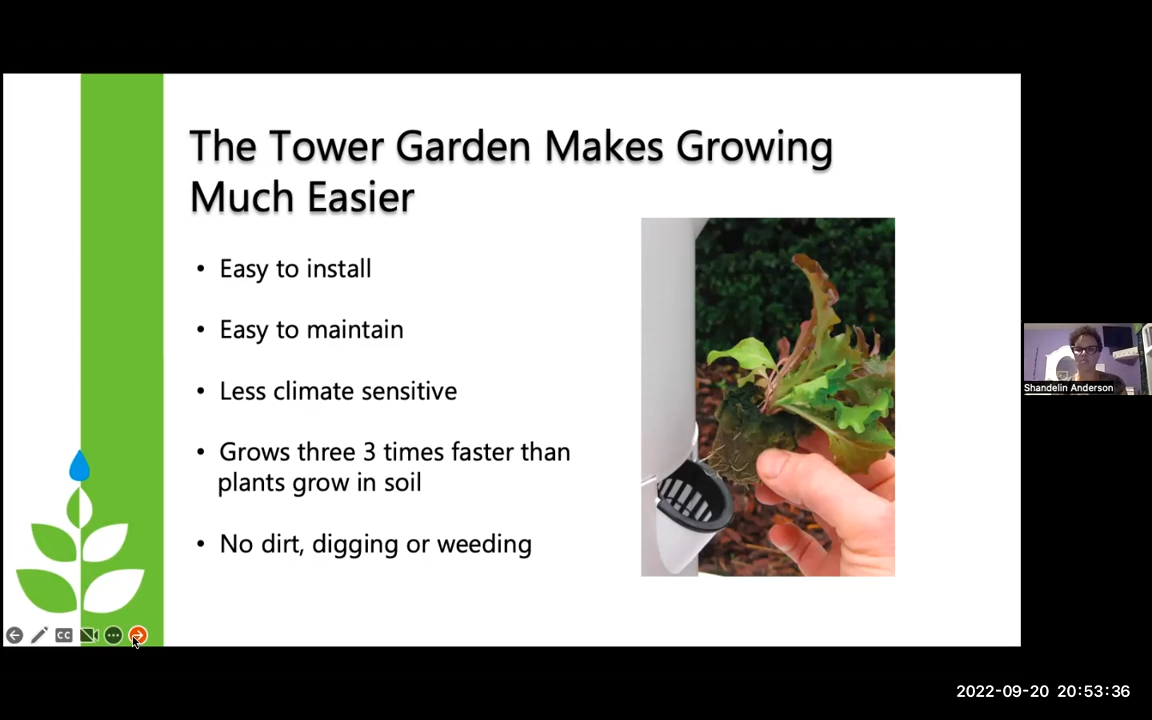 The Tower Garden Makes Growing
Much Easier
• Easy to install
• Easy to maintain
• Less climate sensitive
• Grows three 3 times faster than
plants grow in soil
• No dirt, digging or weeding
CC
Shandelin Anderson
2022-09-20 20:53:36